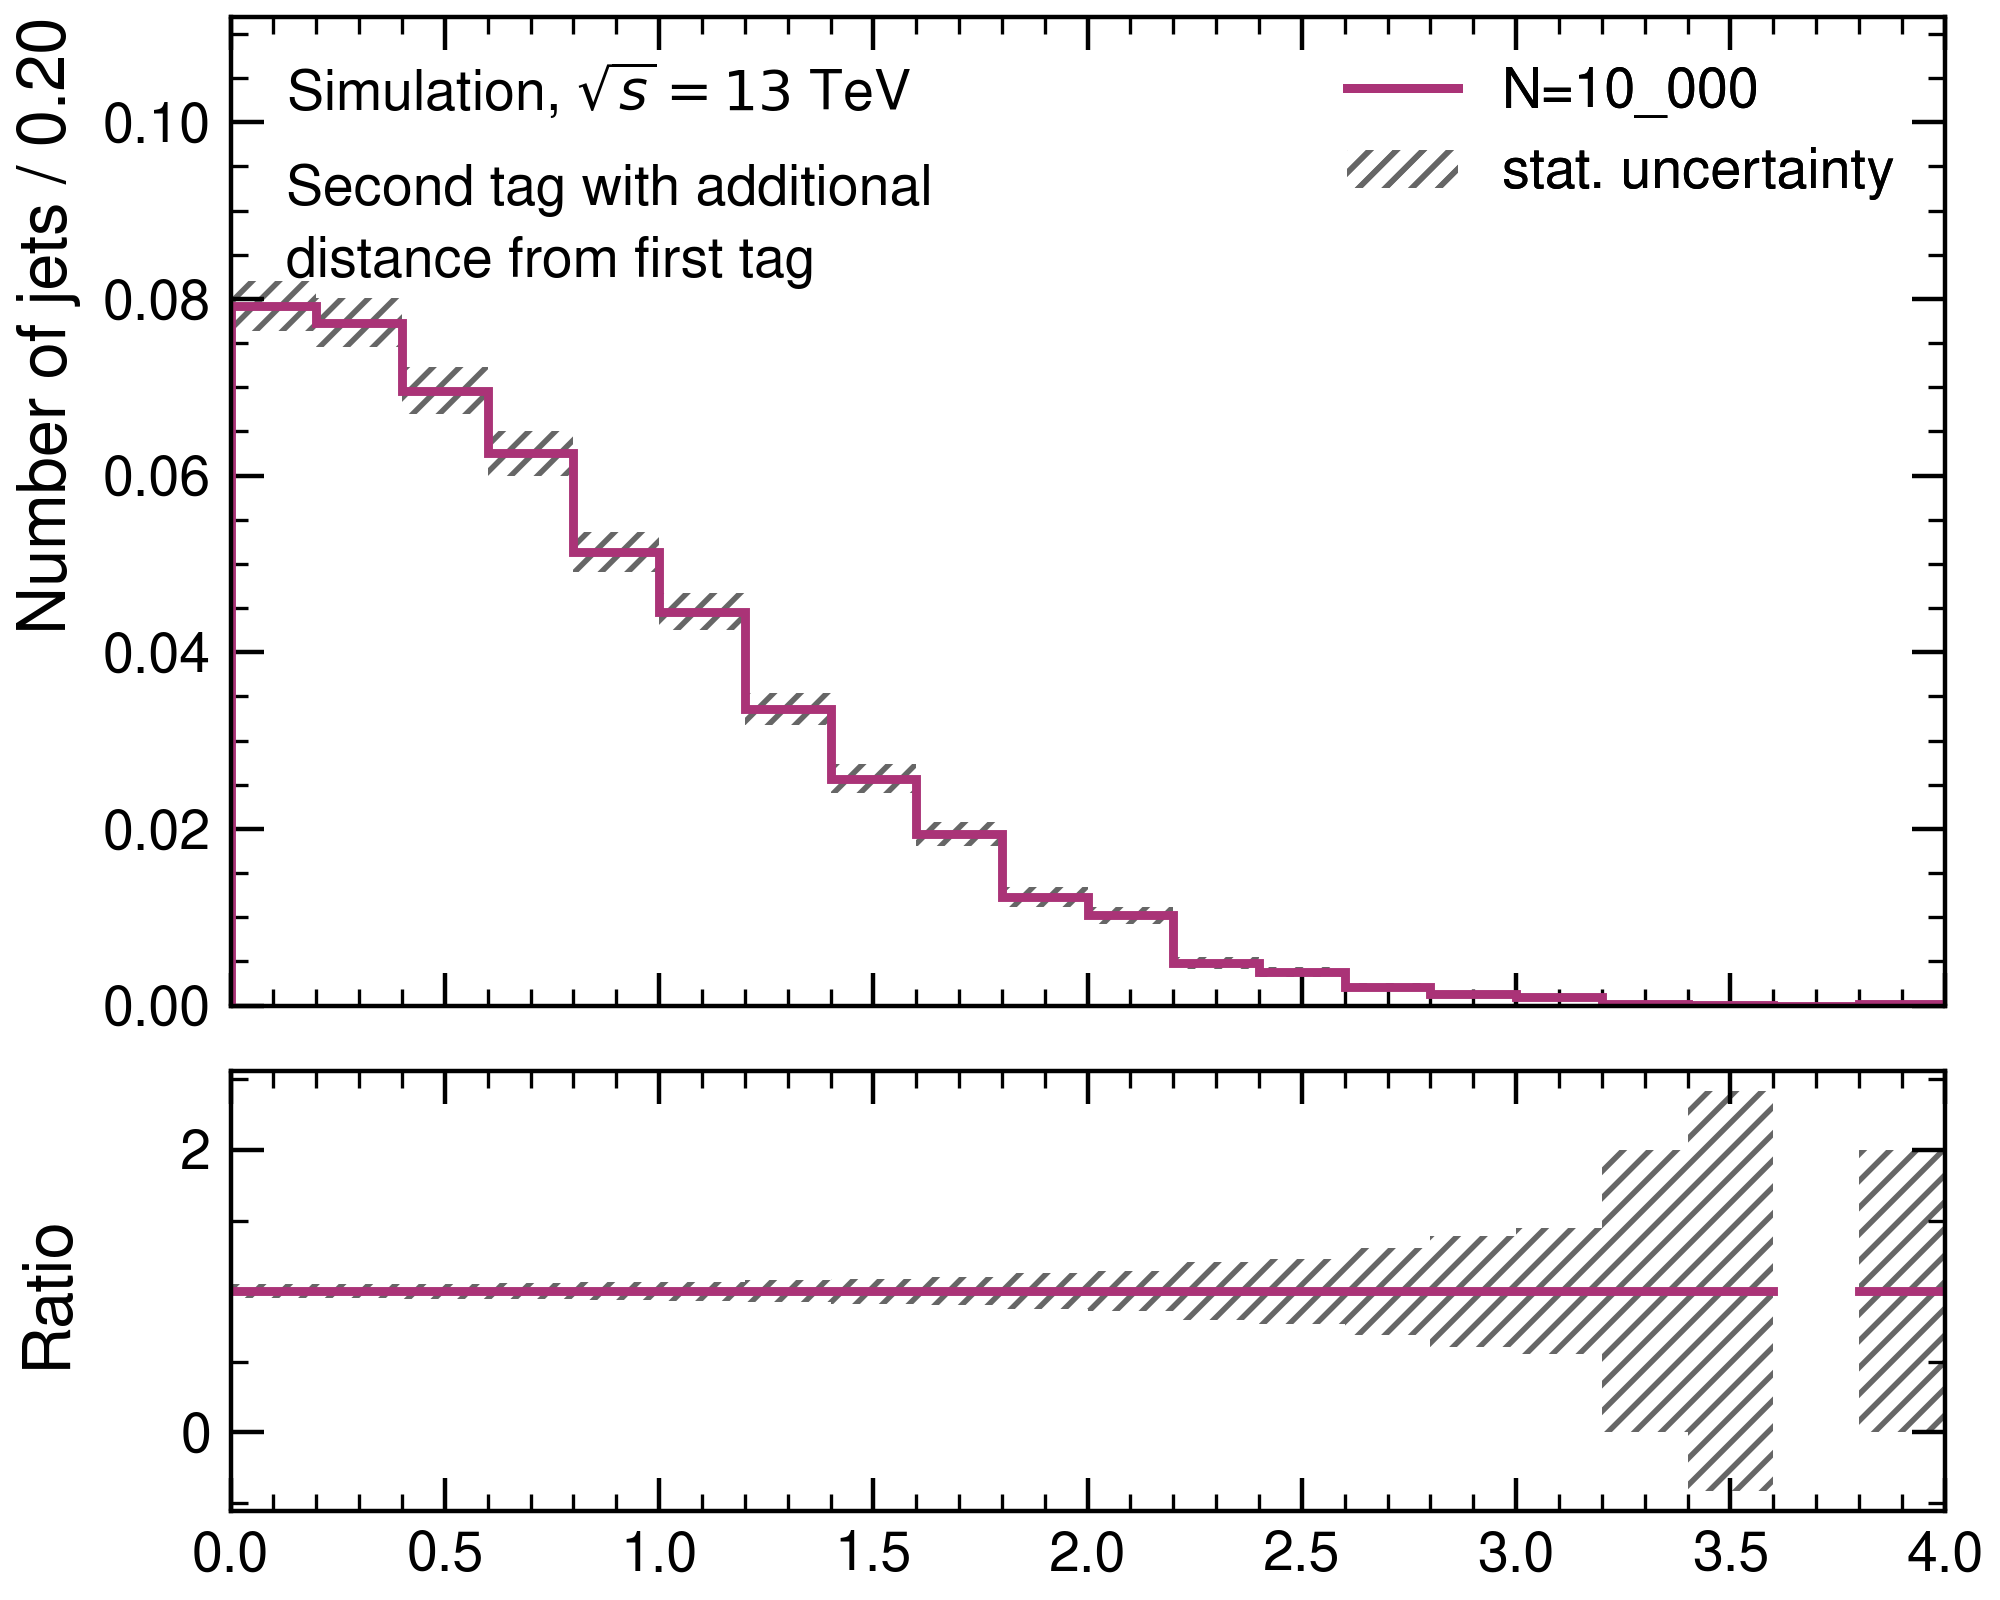 Number of jets / 0.20
Simulation, √s = 13 TeV
Second tag with additional
distance from first tag
N=10_000
stat. uncertainty
0.10
0.08
0.06
0.04
0.02
0.00
Ratio
2
0
0.0 0.5 1.0 1.5 2.0 2.5 3.0 3.5 4.0